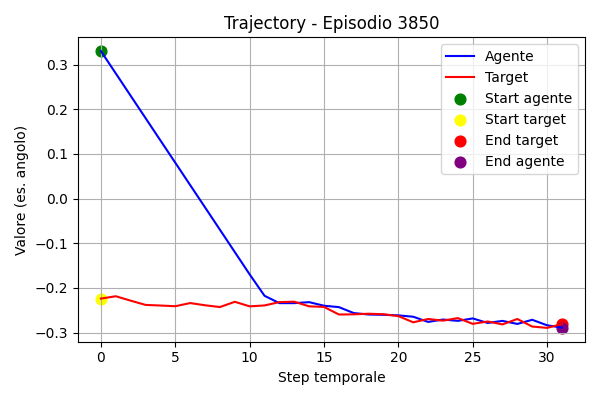 Trajectory - Episodio 3850
Agente
Target
Start agente
Start target
End target
End agente
Valore (es. angolo)
0.3
0.2
0.1
0.0
−0.1
−0.2
−0.3
0 5 10 15 20 25 30
Step temporale